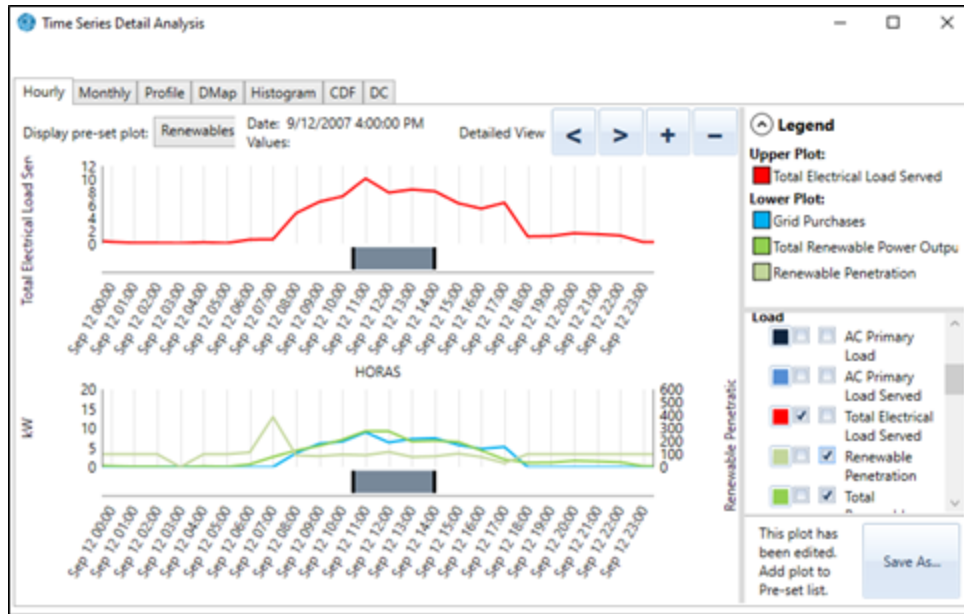 Time Series Detail Analysis
Hourly Monthly Profile DMap Histogram CDF DC
Display pre-set plot: Renewables
Date: 9/12/2007 4:00:00 PM
Values:
Detailed View < > + −
Total Electrical Load Ser
12
10
8
6
4
2
0
Sep 12 00:00
Sep 12 01:00
Sep 12 02:00
Sep 12 03:00
Sep 12 04:00
Sep 12 05:00
Sep 12 06:00
Sep 12 07:00
Sep 12 08:00
Sep 12 09:00
Sep 12 10:00
Sep 12 11:00
Sep 12 12:00
Sep 12 13:00
Sep 12 14:00
Sep 12 15:00
Sep 12 16:00
Sep 12 17:00
Sep 12 18:00
Sep 12 19:00
Sep 12 20:00
Sep 12 21:00
Sep 12 22:00
Sep 12 23:00
HORAS
kW
20
15
10
5
0
600
500
400
300
200
100
0
Renewable Penetratic
Sep 12 00:00
Sep 12 01:00
Sep 12 02:00
Sep 12 03:00
Sep 12 04:00
Sep 12 05:00
Sep 12 06:00
Sep 12 07:00
Sep 12 08:00
Sep 12 09:00
Sep 12 10:00
Sep 12 11:00
Sep 12 12:00
Sep 12 13:00
Sep 12 14:00
Sep 12 15:00
Sep 12 16:00
Sep 12 17:00
Sep 12 18:00
Sep 12 19:00
Sep 12 20:00
Sep 12 21:00
Sep 12 22:00
Sep 12 23:00
Legend
Upper Plot:
Total Electrical Load Served
Lower Plot:
Grid Purchases
Total Renewable Power Outpu
Renewable Penetration
Load
AC Primary
Load
AC Primary
Load Served
Total Electrical
Load Served
Renewable
Penetration
Total
This plot has
been edited.
Add plot to
Pre-set list.
Save As...